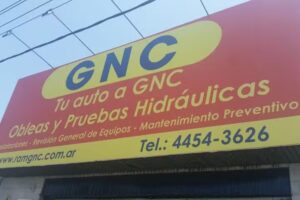 GNC
Tu auto a GNC
Obleas y Pruebas Hidráulicas
Instalaciones - Revisión General de Equipos - Mantenimiento Preventivo
www.ramgnc.com.ar
Tel.: 4454-3626